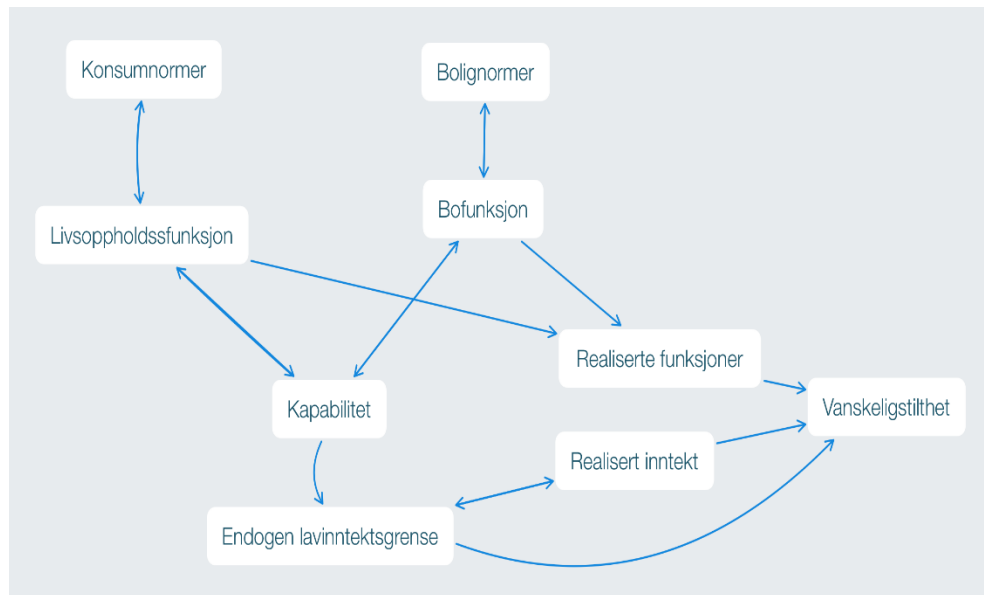 Konsumnormer
Bolignormer
Livsoppholdssfunksjon
Bofunksjon
Realiserte funksjoner
Kapabilitet
Vanskeligstilthet
Realisert inntekt
Endogen lavinntektsgrense